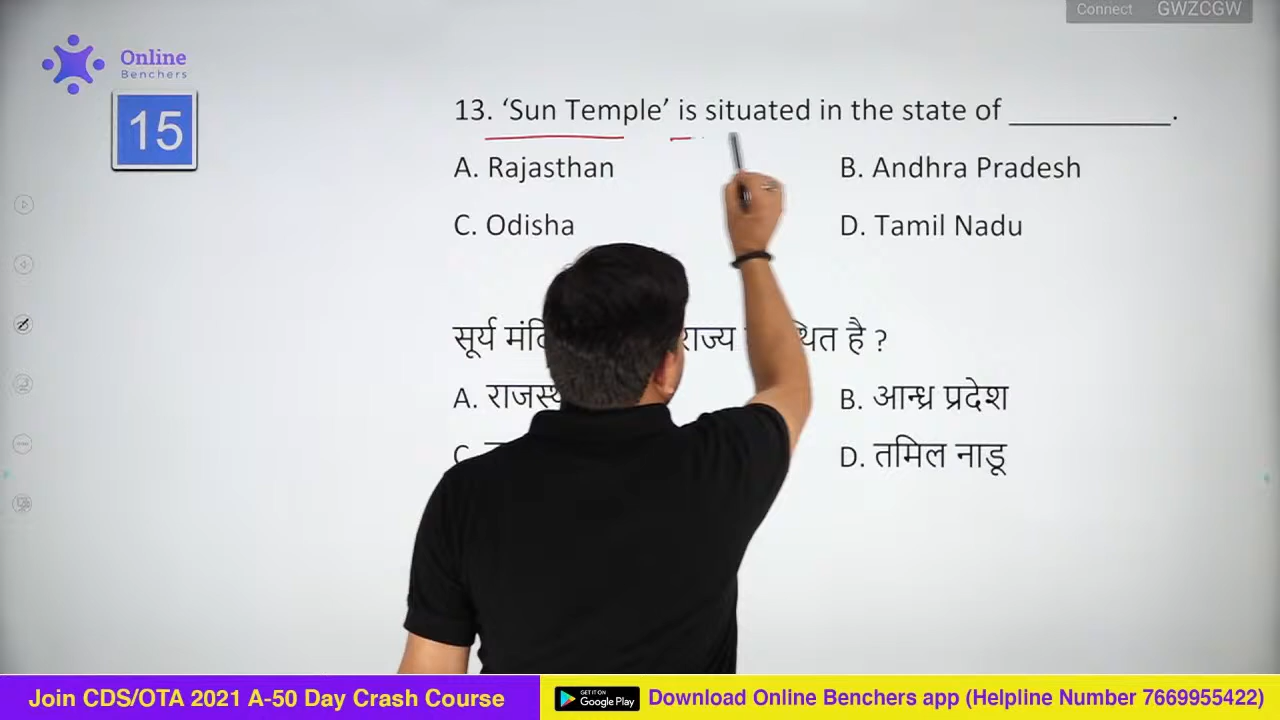 Connect GWZCGW
Online
Benchers
15
13. ‘Sun Temple’ is situated in the state of ___________.
A. Rajasthan B. Andhra Pradesh
C. Odisha D. Tamil Nadu
सूर्य राज्य है ?
A. B. आन्ध्र प्रदेश
C. D. तमिल नाडू
Join CDS/OTA 2021 A-50 Day Crash Course
GET IT ON
Google Play
Download Online Benchers app (Helpline Number 7669955422)